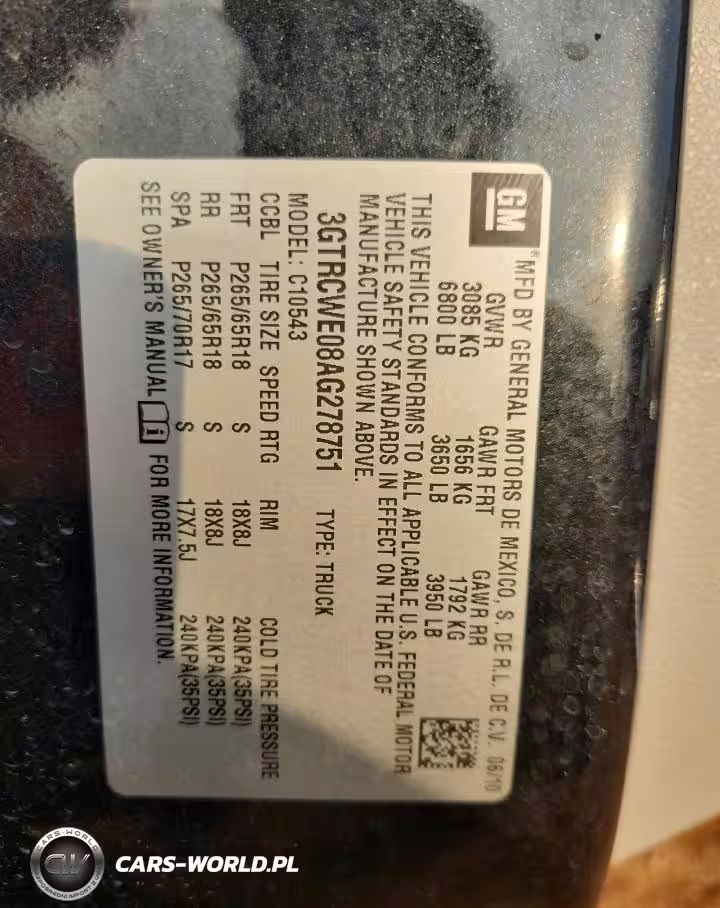 GM
®MFD BY GENERAL MOTORS DE MEXICO, S. DE R.L. DE C.V. 06/10
GVWR GAWR FRT GAWR RR
3085 KG 1656 KG 1792 KG
6800 LB 3650 LB 3950 LB
THIS VEHICLE CONFORMS TO ALL APPLICABLE U.S. FEDERAL MOTOR
VEHICLE SAFETY STANDARDS IN EFFECT ON THE DATE OF
MANUFACTURE SHOWN ABOVE.
3GTRCWE08AG278751 TYPE: TRUCK
MODEL: C10543
CCBL TIRE SIZE SPEED RTG RIM COLD TIRE PRESSURE
FRT P265/65R18 S 18X8J 240KPA(35PSI)
RR P265/65R18 S 18X8J 240KPA(35PSI)
SPA P265/70R17 S 17X7.5J 240KPA(35PSI)
SEE OWNER'S MANUAL i FOR MORE INFORMATION.
CARS-WORLD
CW
CARS-WORLD.PL